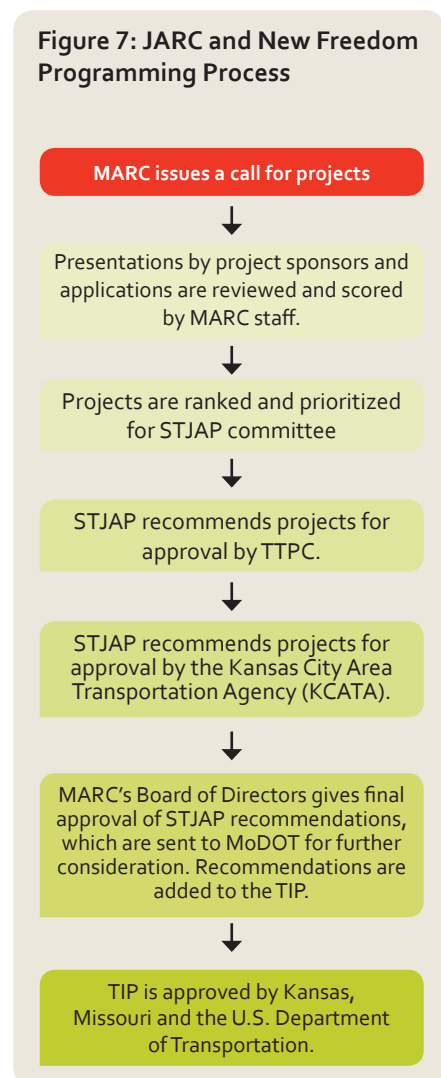 Figure 7: JARC and New Freedom
Programming Process
MARC issues a call for projects
Presentations by project sponsors and
applications are reviewed and scored
by MARC staff.
Projects are ranked and prioritized
for STJAP committee
STJAP recommends projects for
approval by TTPC.
STJAP recommends projects for
approval by the Kansas City Area
Transportation Agency (KCATA).
MARC's Board of Directors gives final
approval of STJAP recommendations,
which are sent to MoDOT for further
consideration. Recommendations are
added to the TIP.
TIP is approved by Kansas,
Missouri and the U.S. Department
of Transportation.